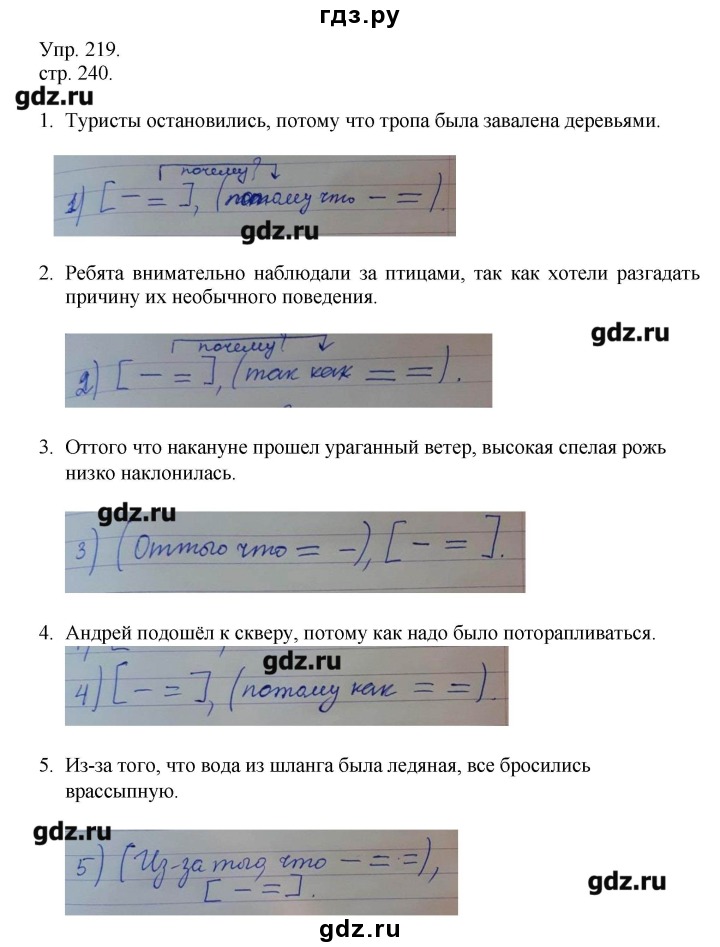 гдз.ру
Упр. 219.
стр. 240.
gdz.ru
1. Туристы остановились, потому что тропа была завалена деревьями.
почему?
1) [ — = ], (потому что — = ).
gdz.ru
2. Ребята внимательно наблюдали за птицами, так как хотели разгадать
причину их необычного поведения.
gdz.ru
почему?
2) [ — = ], (так как = = ).
3. Оттого что накануне прошел ураганный ветер, высокая спелая рожь
низко наклонилась.
gdz.ru
3) (Оттого что = — ), [ — = ].
4. Андрей подошёл к скверу, потому как надо было поторапливаться.
gdz.ru
4) [ — = ], (потому как = = ).
5. Из-за того, что вода из шланга была ледяная, все бросились
врассыпную.
gdz.ru
5) (Из-за того, что — = = ),
[ — = ].
gdz.ru
gdz.ru